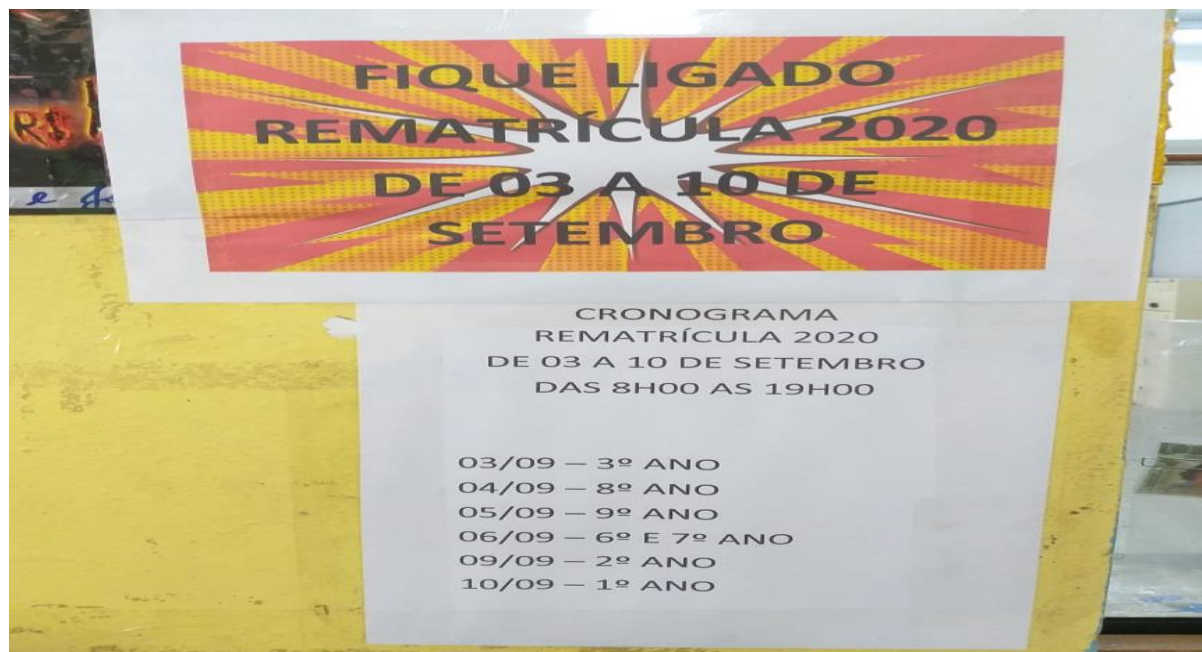 FIQUE LIGADO
REMATRÍCULA 2020
DE 03 A 10 DE
SETEMBRO
CRONOGRAMA
REMATRÍCULA 2020
DE 03 A 10 DE SETEMBRO
DAS 8H00 AS 19H00
03/09 – 3º ANO
04/09 – 8º ANO
05/09 – 9º ANO
06/09 – 6º E 7º ANO
09/09 – 2º ANO
10/09 – 1º ANO